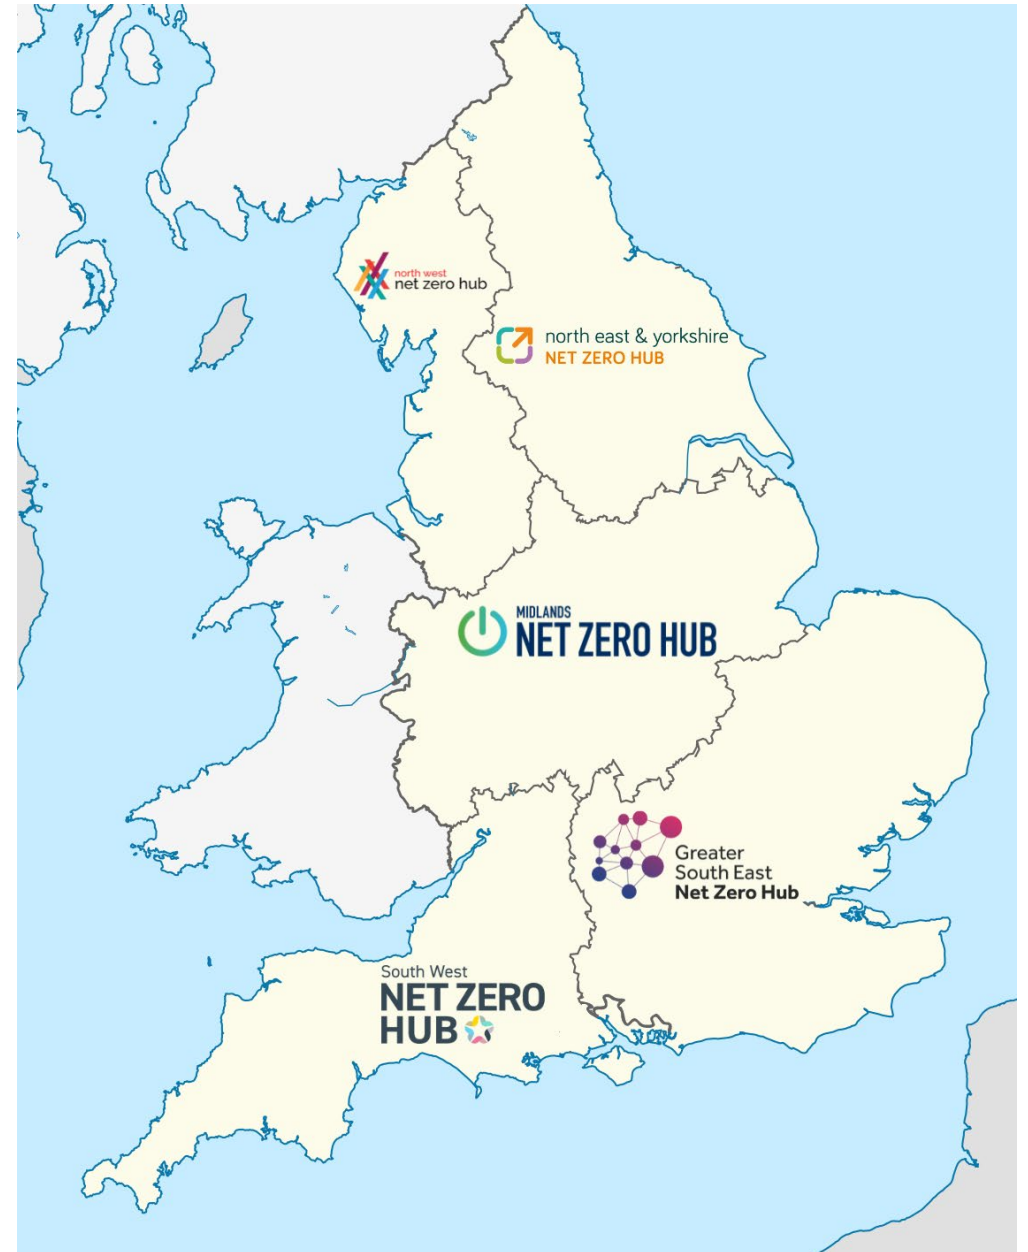 north west
net zero hub
north east & yorkshire
NET ZERO HUB
MIDLANDS
NET ZERO HUB
Greater
South East
Net Zero Hub
South West
NET ZERO
HUB